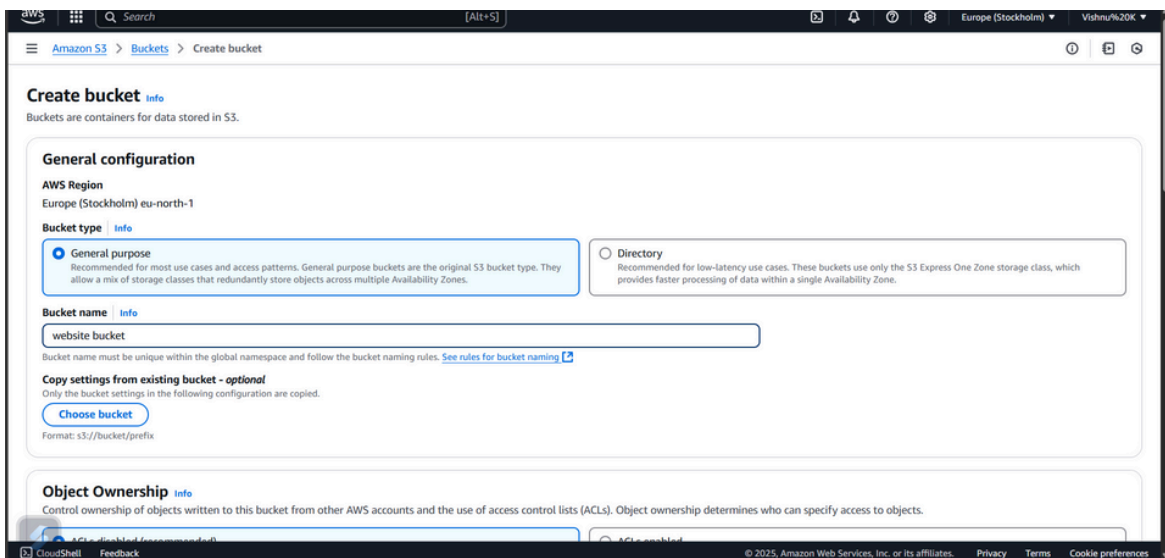 aws
Search [Alt+S] Europe (Stockholm) Vishnu%20K
Amazon S3 > Buckets > Create bucket
Create bucket Info
Buckets are containers for data stored in S3.
General configuration
AWS Region
Europe (Stockholm) eu-north-1
Bucket type Info
General purpose
Recommended for most use cases and access patterns. General purpose buckets are the original S3 bucket type. They
allow a mix of storage classes that redundantly store objects across multiple Availability Zones.
Directory
Recommended for low-latency use cases. These buckets use only the S3 Express One Zone storage class, which
provides faster processing of data within a single Availability Zone.
Bucket name Info
website bucket
Bucket name must be unique within the global namespace and follow the bucket naming rules. See rules for bucket naming
Copy settings from existing bucket - optional
Only the bucket settings in the following configuration are copied.
Choose bucket
Format: s3://bucket/prefix
Object Ownership Info
Control ownership of objects written to this bucket from other AWS accounts and the use of access control lists (ACLs). Object ownership determines who can specify access to objects.
ACLs disabled (recommended) ACLs enabled
CloudShell Feedback © 2025, Amazon Web Services, Inc. or its affiliates. Privacy Terms Cookie preferences